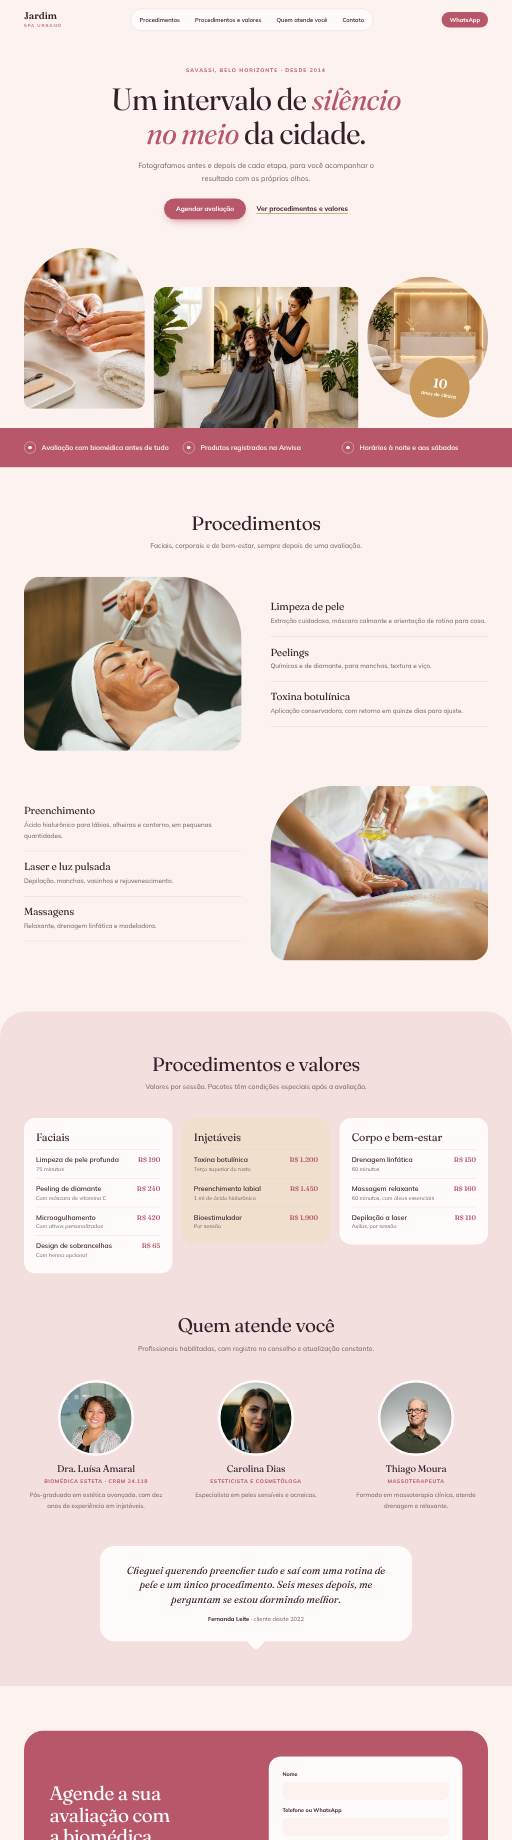 Jardim
SPA URBANO
Procedimentos
Procedimentos e valores
Quem atende você
Contato
WhatsApp
SAVASSI, BELO HORIZONTE · DESDE 2014
Um intervalo de silêncio
no meio da cidade.
Fotografamos antes e depois de cada etapa, para você acompanhar o
resultado com os próprios olhos.
Agendar avaliação
Ver procedimentos e valores
10
anos de clínica
Avaliação com biomédica antes de tudo
Produtos registrados na Anvisa
Horários à noite e aos sábados
Procedimentos
Faciais, corporais e de bem-estar, sempre depois de uma avaliação.
Limpeza de pele
Extração cuidadosa, máscara calmante e orientação de rotina para casa.
Peelings
Químicos e de diamante, para manchas, textura e viço.
Toxina botulínica
Aplicação conservadora, com retorno em quinze dias para ajuste.
Preenchimento
Ácido hialurônico para lábios, olheiras e contorno, em pequenas
quantidades.
Laser e luz pulsada
Depilação, manchas, vasinhos e rejuvenescimento.
Massagens
Relaxante, drenagem linfática e modeladora.
Procedimentos e valores
Valores por sessão. Pacotes têm condições especiais após a avaliação.
Faciais
Limpeza de pele profunda R$ 190
75 minutos
Peeling de diamante R$ 240
Com máscara de vitamina C
Microagulhamento R$ 420
Com ativos personalizados
Design de sobrancelhas R$ 65
Com henna opcional
Injetáveis
Toxina botulínica R$ 1.200
Terço superior do rosto
Preenchimento labial R$ 1.450
1 ml de ácido hialurônico
Bioestimulador R$ 1.900
Por sessão
Corpo e bem-estar
Drenagem linfática R$ 150
60 minutos
Massagem relaxante R$ 160
60 minutos, com óleos essenciais
Depilação a laser R$ 110
Axilas, por sessão
Quem atende você
Profissionais habilitadas, com registro no conselho e atualização constante.
Dra. Luísa Amaral
BIOMÉDICA ESTETA · CRBM 24.118
Pós-graduada em estética avançada, com dez
anos de experiência em injetáveis.
Carolina Dias
ESTETICISTA E COSMETÓLOGA
Especialista em peles sensíveis e acneicas.
Thiago Moura
MASSOTERAPEUTA
Formado em massoterapia clínica, atende
drenagem e relaxante.
Cheguei querendo preencher tudo e saí com uma rotina de
pele e um único procedimento. Seis meses depois, me
perguntam se estou dormindo melhor.
Fernanda Leite · cliente desde 2022
Agende a sua
avaliação com
a biomédica
Nome
Telefone ou WhatsApp